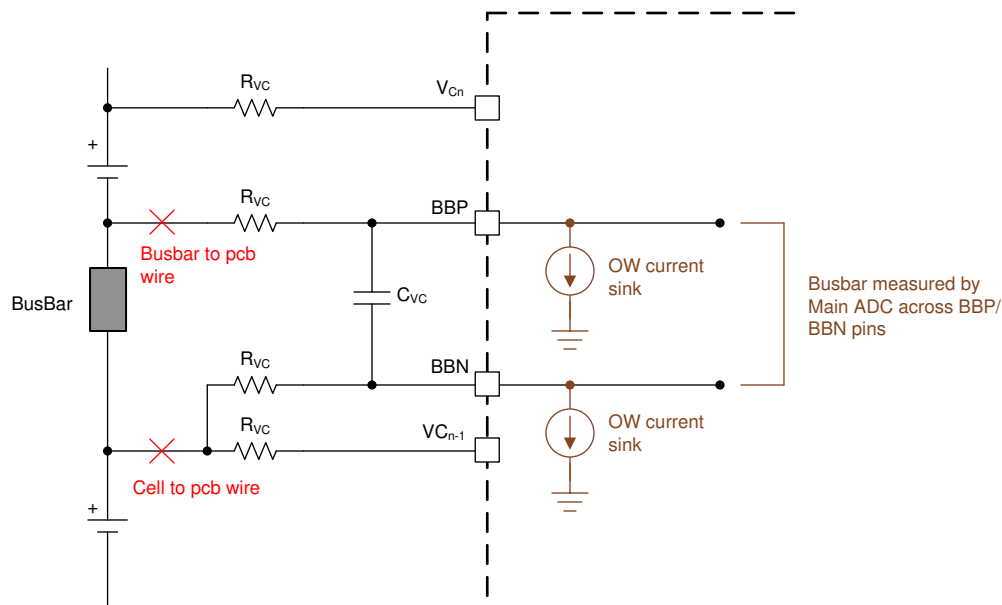 RVC
VCn
+
RVC
BBP
Busbar to pcb
wire
OW current
sink
BusBar
CVC
Busbar measured by
Main ADC across BBP/
BBN pins
RVC
BBN
RVC
VCn-1
OW current
sink
Cell to pcb wire
+